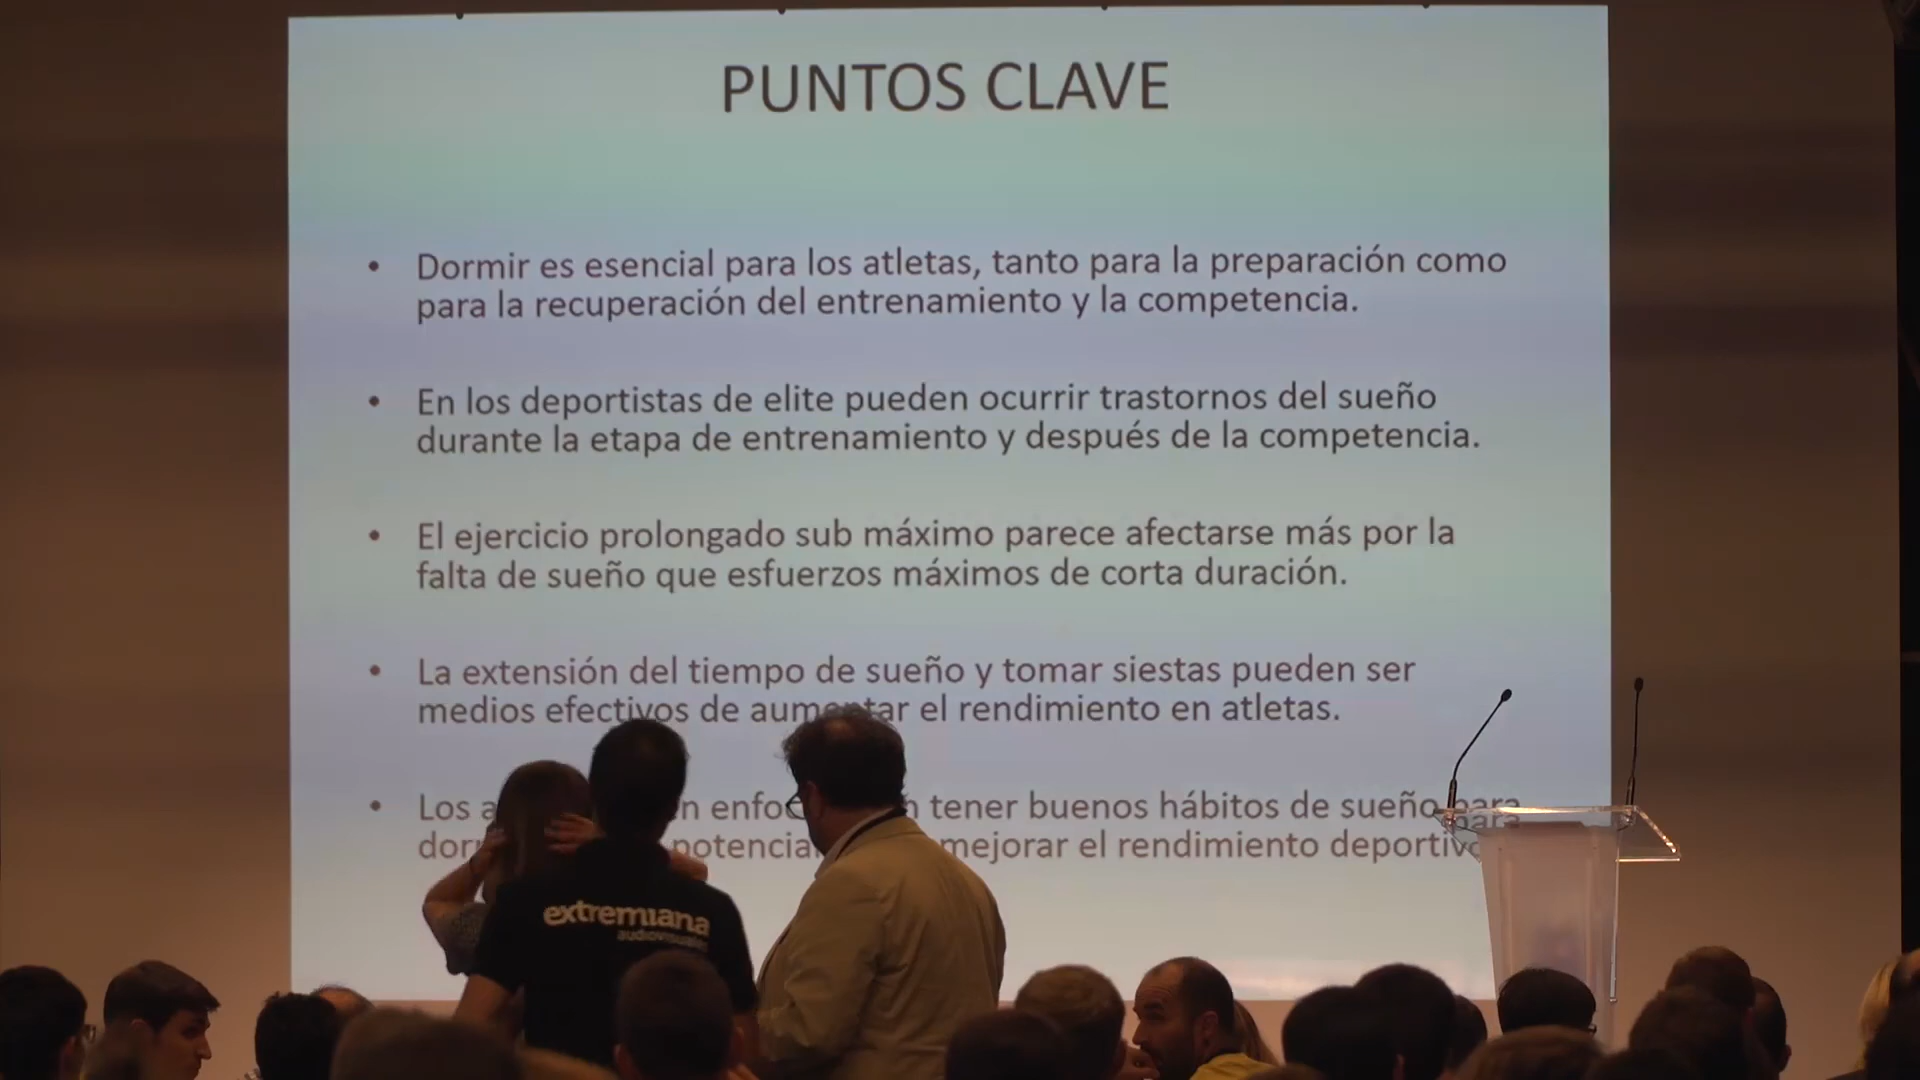 PUNTOS CLAVE
• Dormir es esencial para los atletas, tanto para la preparación como
para la recuperación del entrenamiento y la competencia.
• En los deportistas de elite pueden ocurrir trastornos del sueño
durante la etapa de entrenamiento y después de la competencia.
• El ejercicio prolongado sub máximo parece afectarse más por la
falta de sueño que esfuerzos máximos de corta duración.
• La extensión del tiempo de sueño y tomar siestas pueden ser
medios efectivos de aumentar el rendimiento en atletas.
• Los tener buenos hábitos de sueño para
mejorar el rendimiento deportivo
extremiana